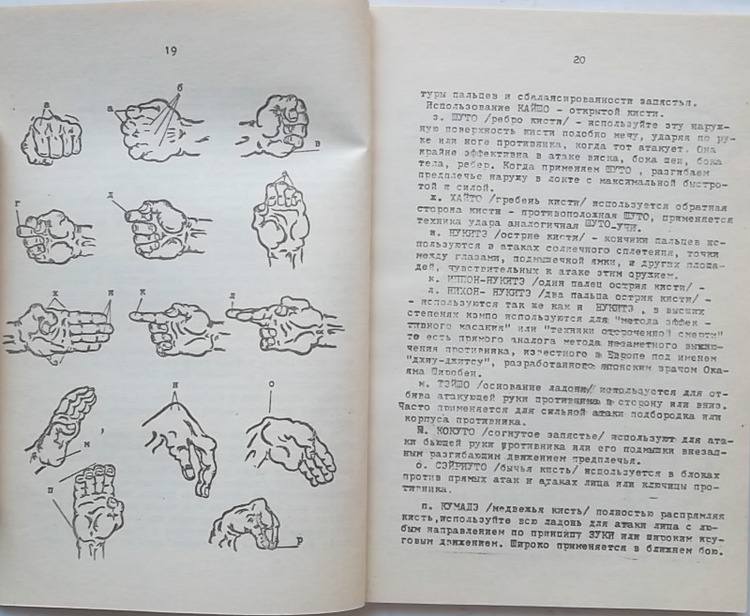 19
а
б
а
в
г
д
ж
и
к
л
м
н
о
п
р
20
туры пальцев и сбалансированности запястья.
Использование КАЙШО - открытой кисти.
з. ШУТО /ребро кисти/ - используйте эту наруж-
ную поверхность кисти подобно мечу, ударяя по ру-
ке или ноге противника, когда тот атакует. Она
крайне эффективна в атаке виска, бока шеи, бока
тела, ребер. Когда применяем ШУТО , разгибаем
предплечье наружу в локте с максимальной быстро-
той и силой.
ж. ХАЙТО /гребень кисти/ используется обратная
сторона кисти - противоположная ШУТО, применяется
техника удара аналогичная ШУТО-УЧИ.
и. НУКИТЭ /острие кисти/ - кончики пальцев ис-
пользуются в атаках солнечного сплетения, точки
между глазами, подмышечной ямки, и других площа-
дей, чувствительных к атаке этим оружием.
к. ИППОН-НУКИТЭ /один палец острия кисти/ -
л. НИХОН- НУКИТЭ /два пальца острия кисти/ -
- используются так же как и НУКИТЭ , в высших
степенях компо используются для "метода эффек -
тивного касания" или "техники отсроченной смерти"
то есть прямого аналога метода незаметного выклю-
чения противника, известного в Европе под именем
"джиу-джитсу", разработанного японским врачом Ока-
яма Широбеи.
м. ТЭЙШО /основание ладони/ используется для от-
бива атакующей руки противника в сторону или вниз.
Часто применяется для сильной атаки подбородка или
корпуса противника.
Н. КОКУТО /согнутое запястье/ используют для ата-
ки бьющей руки противника или его подмышки внезап-
ным разгибающим движением предплечья.
о. СЭЙРИУТО /бычья кисть/ используется в блоках
против прямых атак и атаках лица или ключицы про-
тивника.
п. КУМАДЭ /медвежья кисть/ полностью распрямляя
кисть,используйте всю ладонь для атаки лица с лю-
бым направлением по принципу ЗУКИ или широким кру-
говым движением. Широко применяется в ближнем бою.